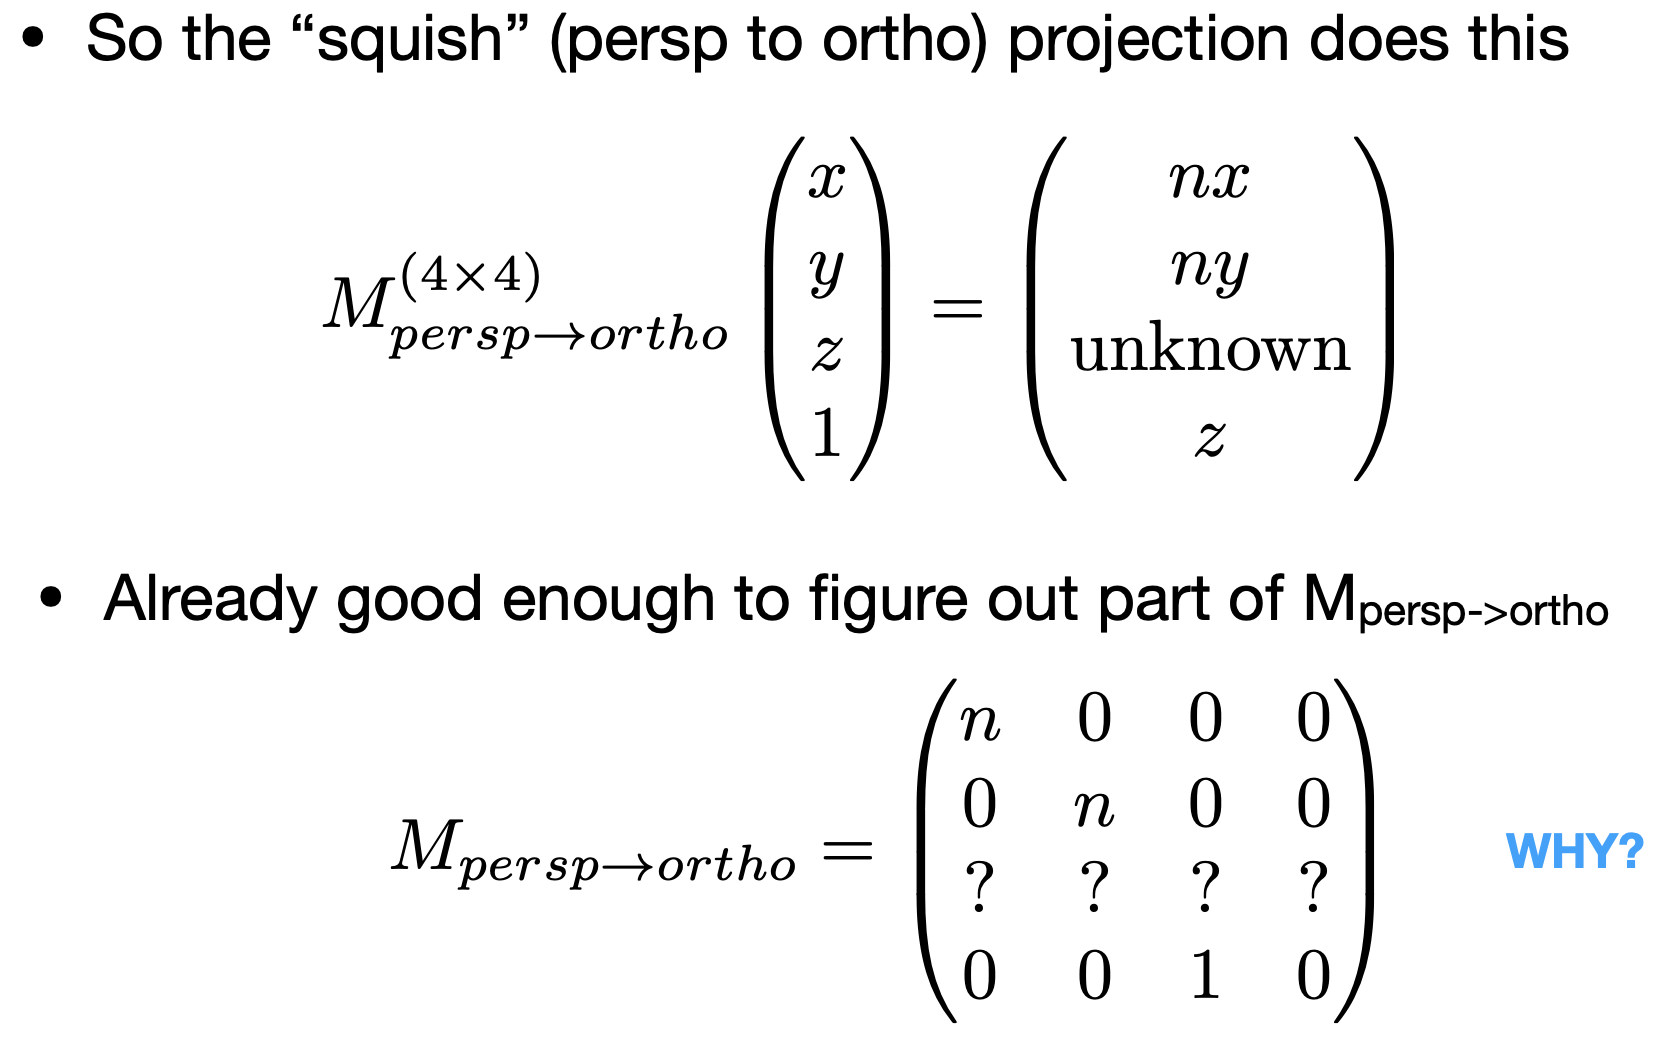 • So the “squish” (persp to ortho) projection does this
$M_{persp\to ortho}^{(4\times 4)} \begin{pmatrix} x \\ y \\ z \\ 1 \end{pmatrix} = \begin{pmatrix} nx \\ ny \\ \text{unknown} \\ z \end{pmatrix}$
• Already good enough to figure out part of M_{persp->ortho}
$M_{persp\to ortho} = \begin{pmatrix} n & 0 & 0 & 0 \\ 0 & n & 0 & 0 \\ ? & ? & ? & ? \\ 0 & 0 & 1 & 0 \end{pmatrix}$ WHY?